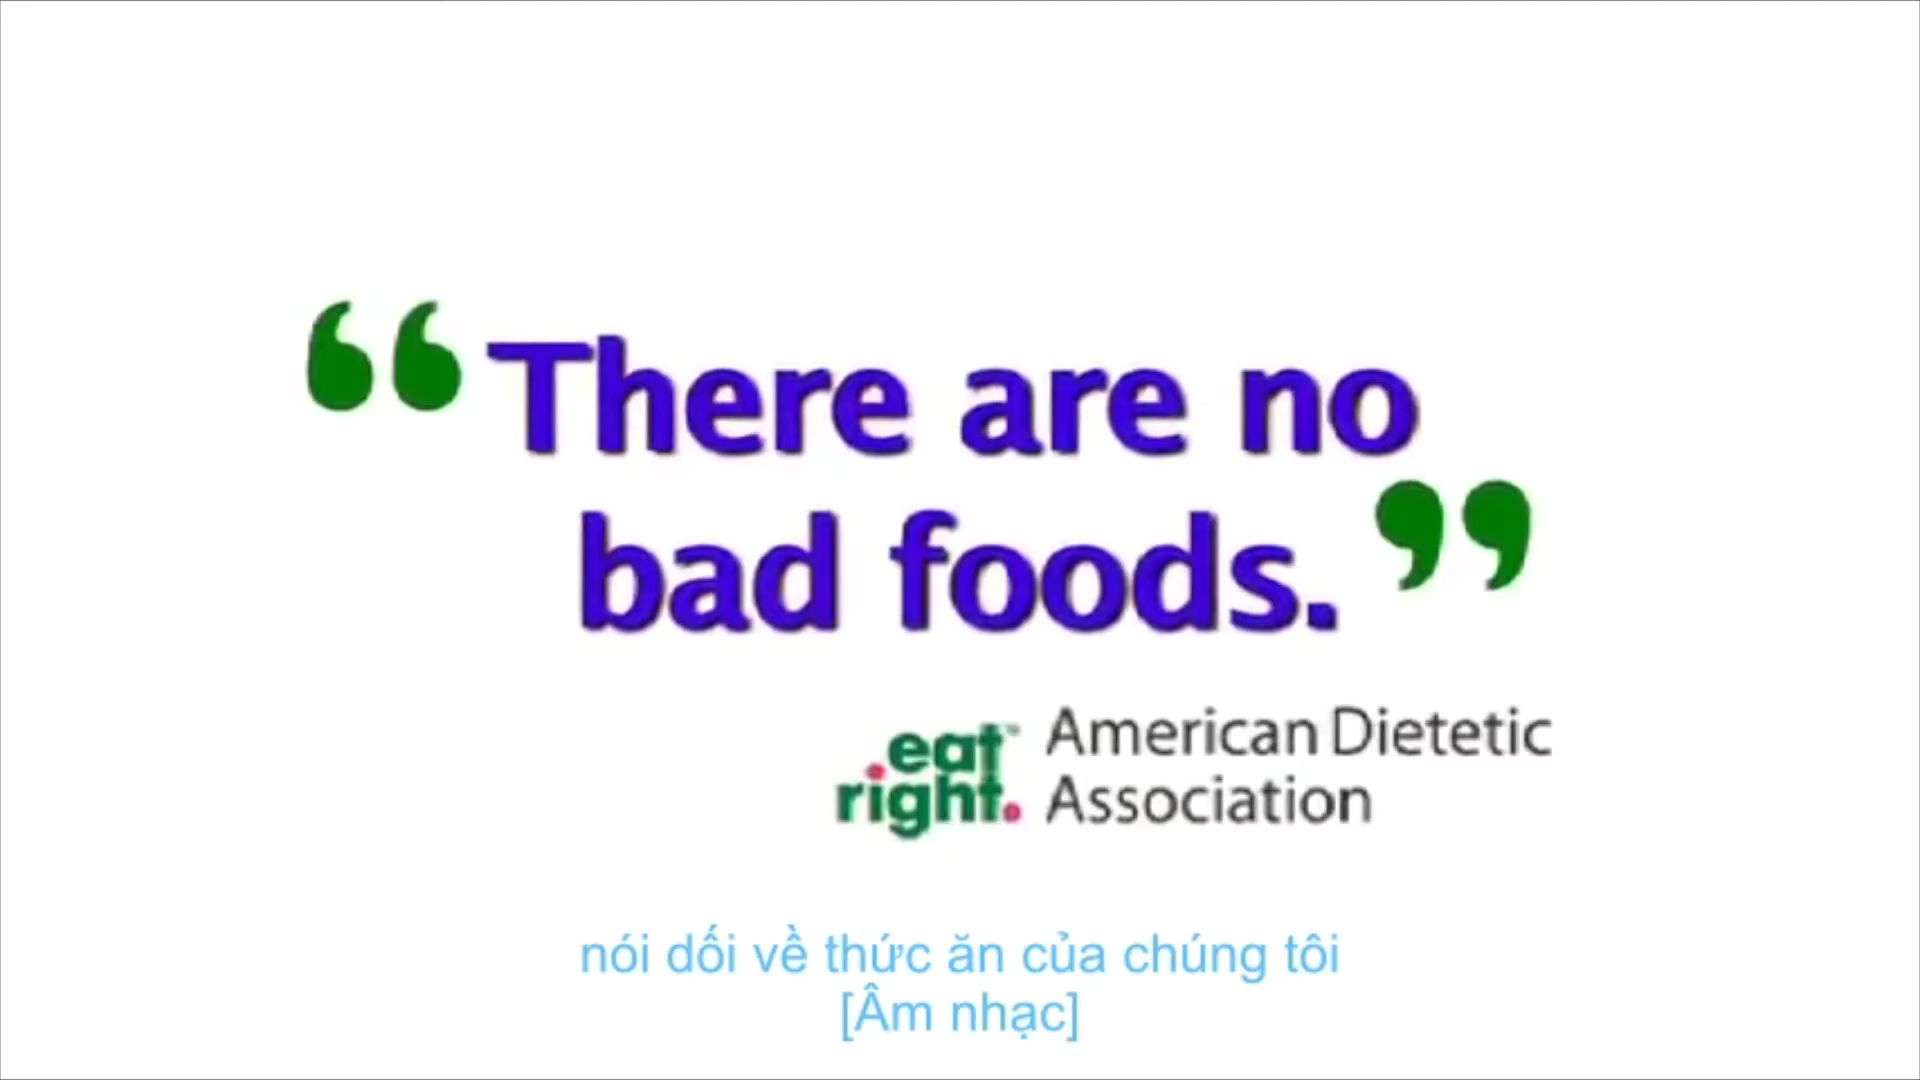 “There are no
bad foods.”
eat™
right.
American Dietetic
Association
nói dối về thức ăn của chúng tôi
[Âm nhạc]